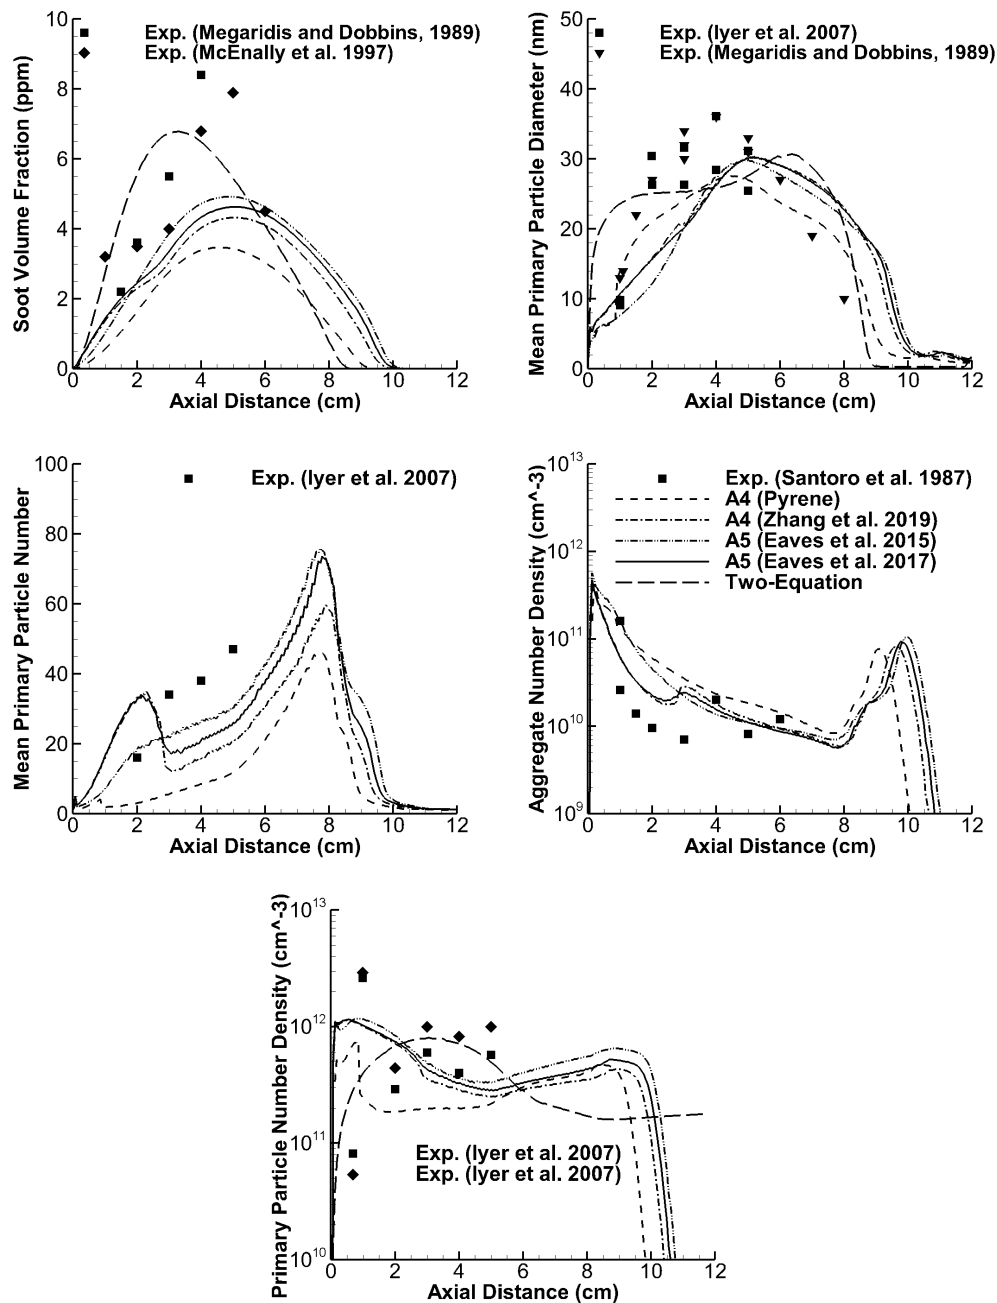 Exp. (Megaridis and Dobbins, 1989)
Exp. (McEnally et al. 1997)
Soot Volume Fraction (ppm)
10
8
6
4
2
0
0 2 4 6 8 10 12
Axial Distance (cm)
Exp. (Iyer et al. 2007)
Exp. (Megaridis and Dobbins, 1989)
Mean Primary Particle Diameter (nm)
50
40
30
20
10
0
0 2 4 6 8 10 12
Axial Distance (cm)
Exp. (Iyer et al. 2007)
Mean Primary Particle Number
100
80
60
40
20
0
0 2 4 6 8 10 12
Axial Distance (cm)
Exp. (Santoro et al. 1987)
A4 (Pyrene)
A4 (Zhang et al. 2019)
A5 (Eaves et al. 2015)
A5 (Eaves et al. 2017)
Two-Equation
Aggregate Number Density (cm^-3)
10^13
10^12
10^11
10^10
10^9
0 2 4 6 8 10 12
Axial Distance (cm)
Primary Particle Number Density (cm^-3)
10^13
10^12
10^11
10^10
Exp. (Iyer et al. 2007)
Exp. (Iyer et al. 2007)
0 2 4 6 8 10 12
Axial Distance (cm)